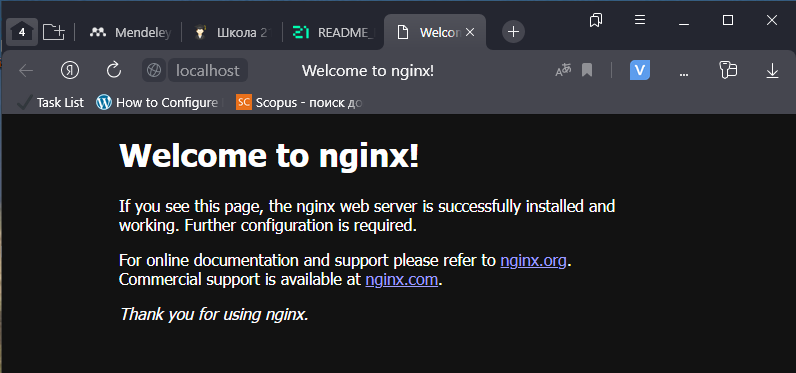 4
Mendeley
Школа 21
README_
Welcom
localhost
Welcome to nginx!
V
...
Task List
How to Configure
SC
Scopus - поиск до
Welcome to nginx!
If you see this page, the nginx web server is successfully installed and
working. Further configuration is required.
For online documentation and support please refer to nginx.org.
Commercial support is available at nginx.com.
Thank you for using nginx.